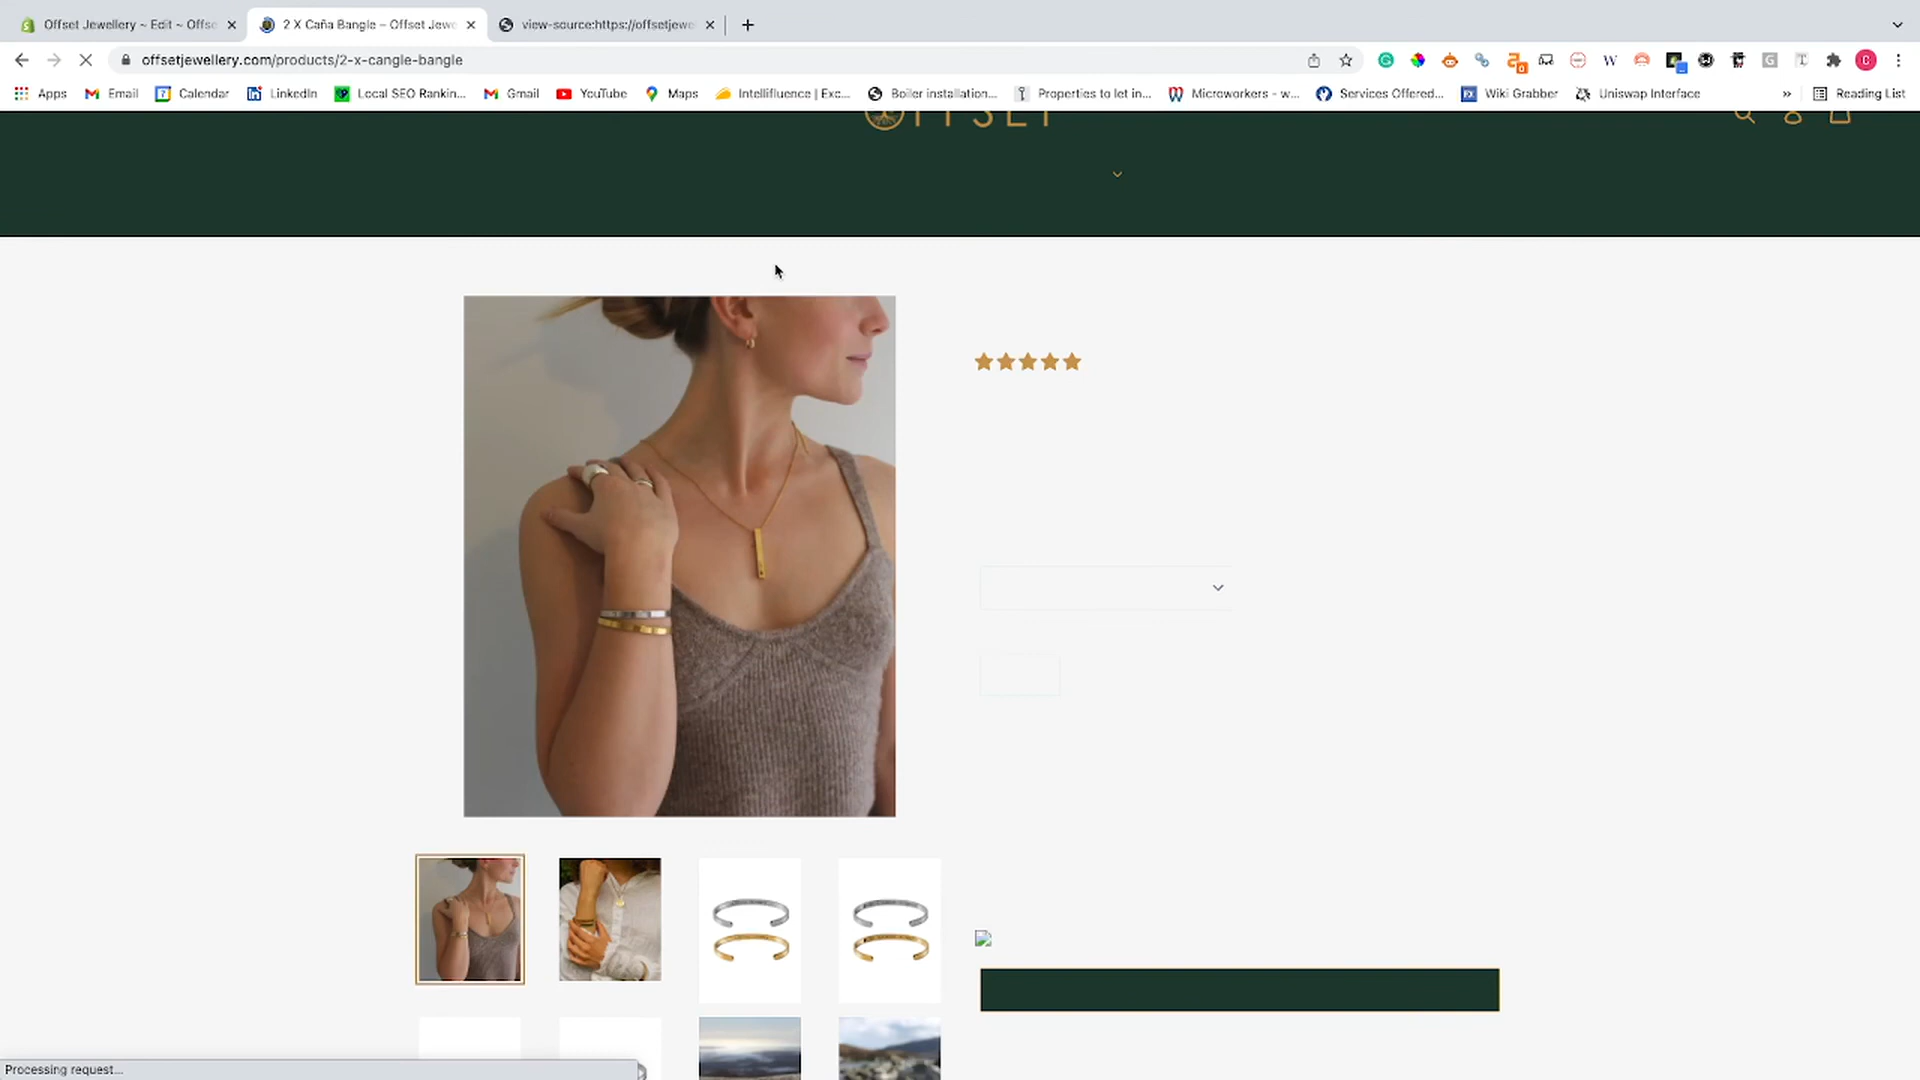 Offset Jewellery ~ Edit ~ Offse
2 X Caña Bangle – Offset Jewe
view-source:https://offsetjewe
offsetjewellery.com/products/2-x-cangle-bangle
Apps
Email
Calendar
LinkedIn
Local SEO Rankin...
Gmail
YouTube
Maps
Intellifluence | Exc...
Boiler installation...
Properties to let in...
Microworkers - w...
Services Offered...
Wiki Grabber
Uniswap Interface
»
Reading List
OFFSET
Processing request...